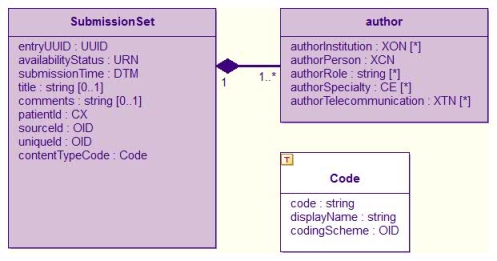 SubmissionSet
entryUUID : UUID
availabilityStatus : URN
submissionTime : DTM
title : string [0..1]
comments : string [0..1]
patientId : CX
sourceId : OID
uniqueId : OID
contentTypeCode : Code
1
1..*
author
authorInstitution : XON [*]
authorPerson : XCN
authorRole : string [*]
authorSpecialty : CE [*]
authorTelecommunication : XTN [*]
T
Code
code : string
displayName : string
codingScheme : OID